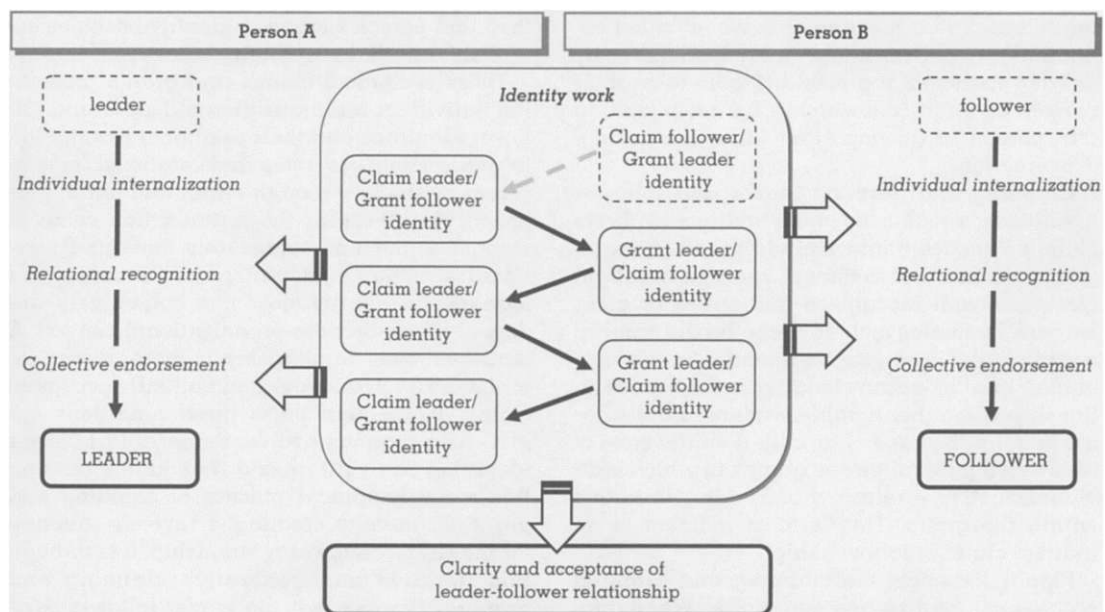 Person A
Person B
leader
Identity work
follower
Claim follower/
Grant leader
identity
Individual internalization
Claim leader/
Grant follower
identity
Individual internalization
Grant leader/
Claim follower
identity
Relational recognition
Claim leader/
Grant follower
identity
Relational recognition
Collective endorsement
Grant leader/
Claim follower
identity
Collective endorsement
Claim leader/
Grant follower
identity
LEADER
FOLLOWER
Clarity and acceptance of
leader-follower relationship